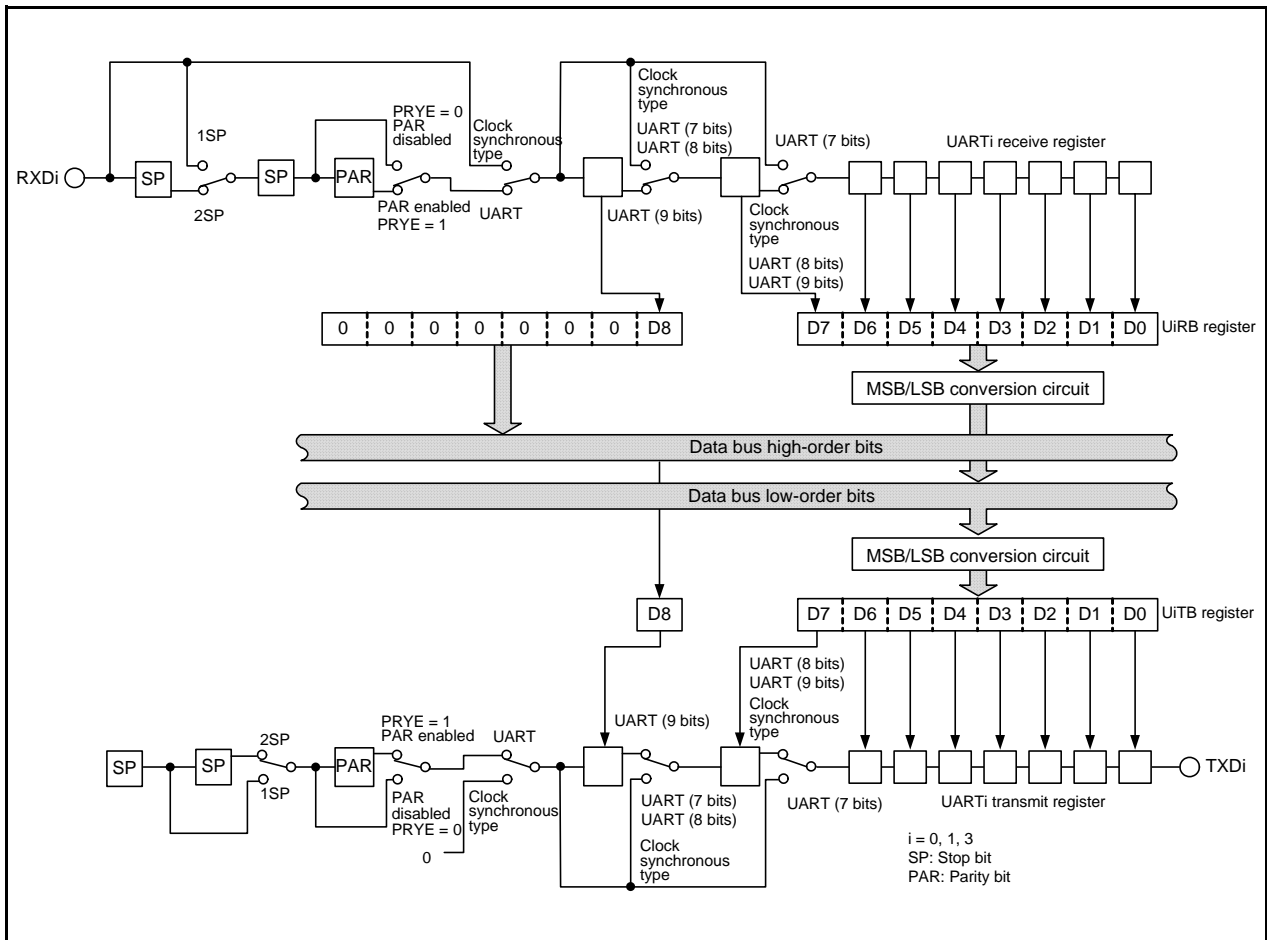 Clock
synchronous
type
PRYE = 0
PAR
disabled
1SP
Clock
synchronous
type
UART (7 bits)
UART (8 bits)
UART (7 bits)
UARTi receive register
RXDi
SP
SP
PAR
2SP
PAR enabled
PRYE = 1
UART
UART (9 bits)
Clock
synchronous
type
UART (8 bits)
UART (9 bits)
0 0 0 0 0 0 0 D8
D7 D6 D5 D4 D3 D2 D1 D0
UiRB register
MSB/LSB conversion circuit
Data bus high-order bits
Data bus low-order bits
MSB/LSB conversion circuit
D8
D7 D6 D5 D4 D3 D2 D1 D0
UiTB register
UART (8 bits)
UART (9 bits)
Clock
synchronous
type
PRYE = 1
PAR enabled
UART
UART (9 bits)
2SP
SP
SP
PAR
TXDi
1SP
PAR
disabled
PRYE = 0
Clock
synchronous
type
0
UART (7 bits)
UART (8 bits)
Clock
synchronous
type
UART (7 bits)
UARTi transmit register
i = 0, 1, 3
SP: Stop bit
PAR: Parity bit